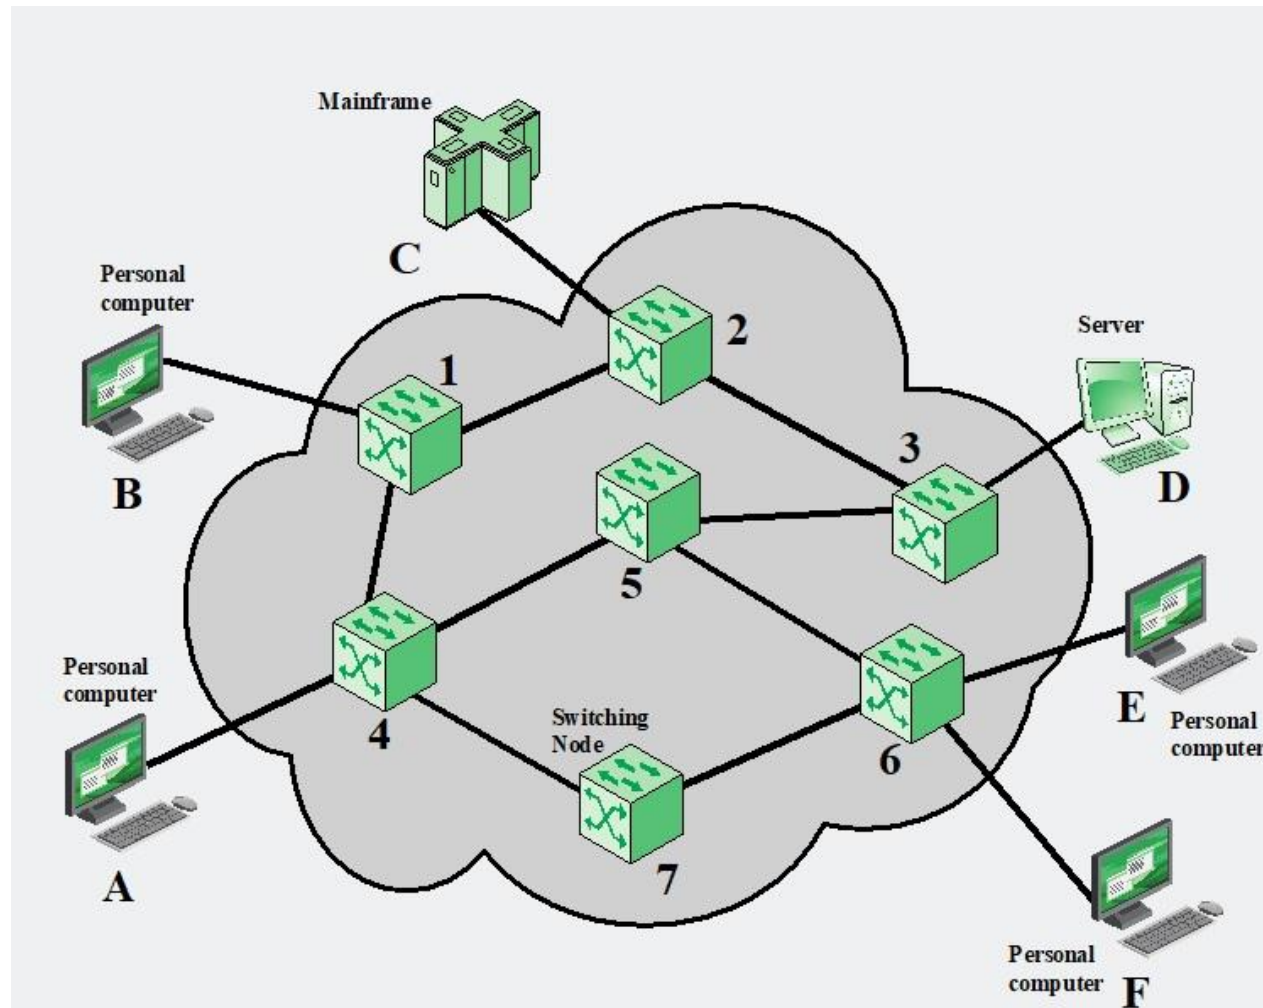 Mainframe
C
Personal
computer
B
1
2
Server
D
3
5
Personal
computer
A
4
Switching
Node
7
6
E
Personal
computer
Personal
computer
F